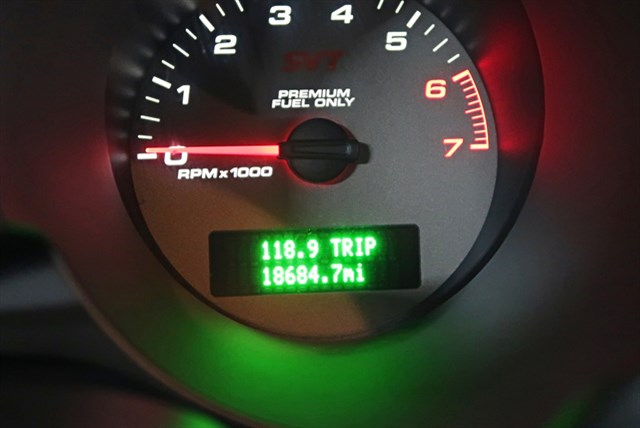 3 4
2 5
SVT
1 PREMIUM 6
FUEL ONLY
0 7
RPM x 1000
118.9 TRIP
18684.7mi